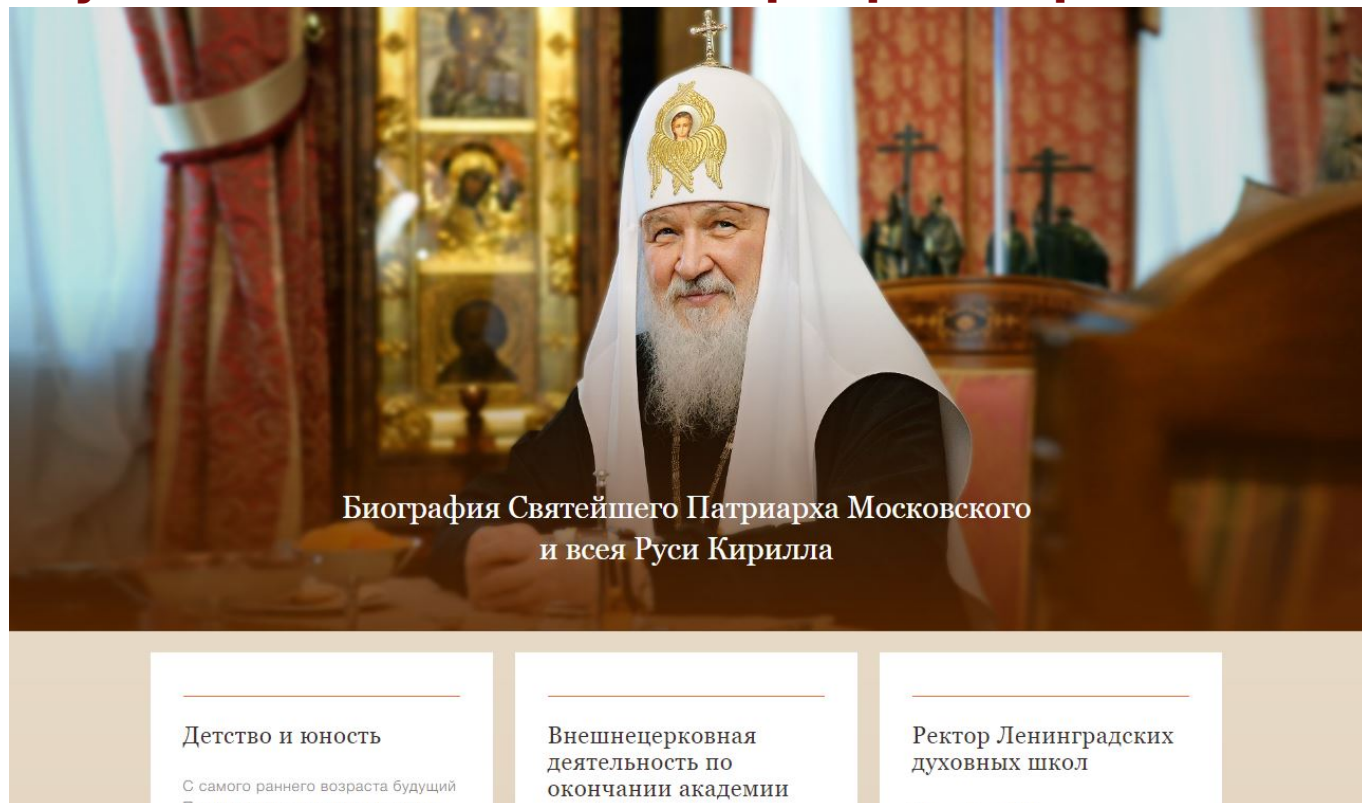 Биография Святейшего Патриарха Московского
и всея Руси Кирилла
Детство и юность
С самого раннего возраста будущий
Внешнецерковная
деятельность по
окончании академии
Ректор Ленинградских
духовных школ